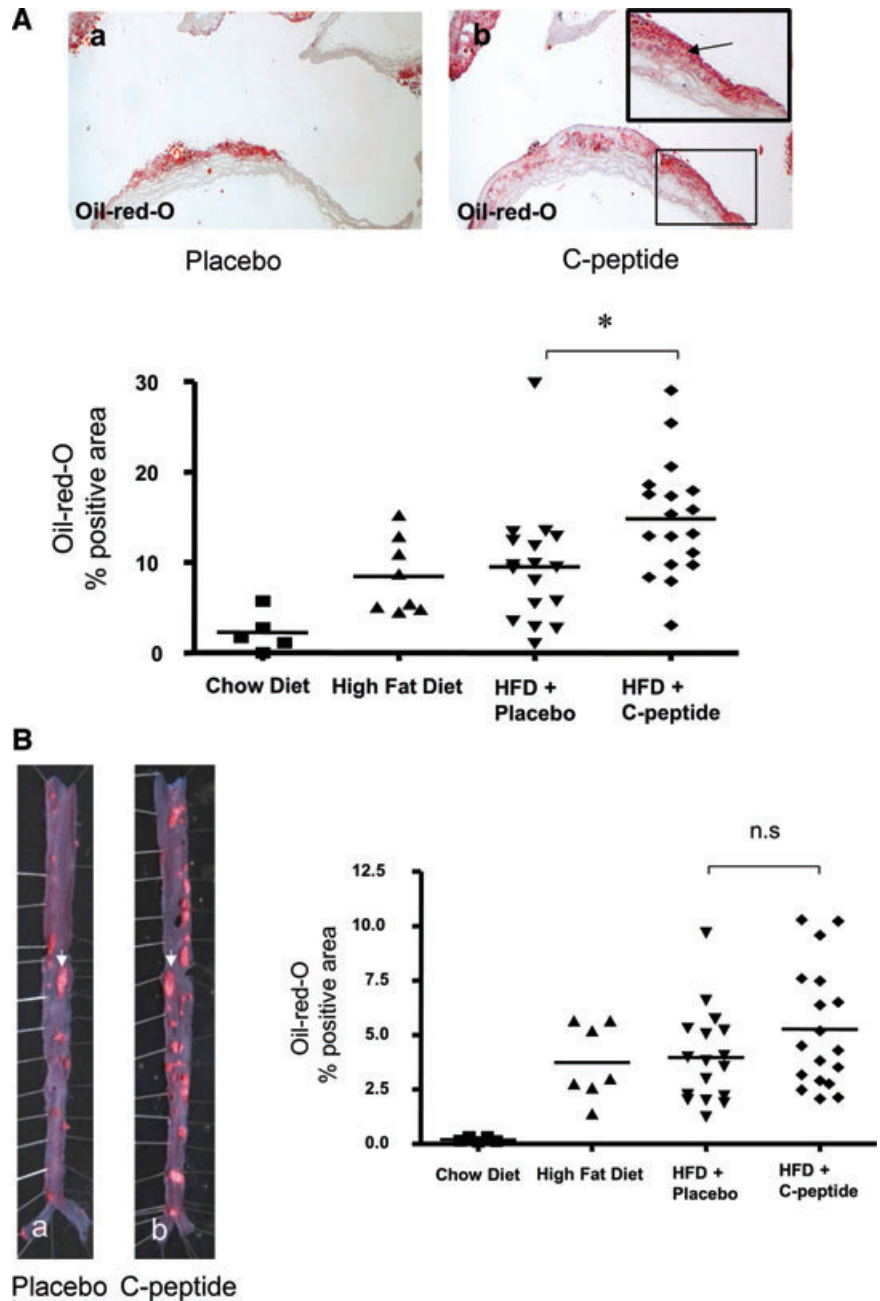 A
a
b
Oil-red-O
Oil-red-O
Placebo
C-peptide
*
Oil-red-O
% positive area
30
20
10
0
Chow Diet
High Fat Diet
HFD +
Placebo
HFD +
C-peptide
B
a
b
Placebo
C-peptide
n.s
Oil-red-O
% positive area
12.5
10.0
7.5
5.0
2.5
0.0
Chow Diet
High Fat Diet
HFD +
Placebo
HFD +
C-peptide